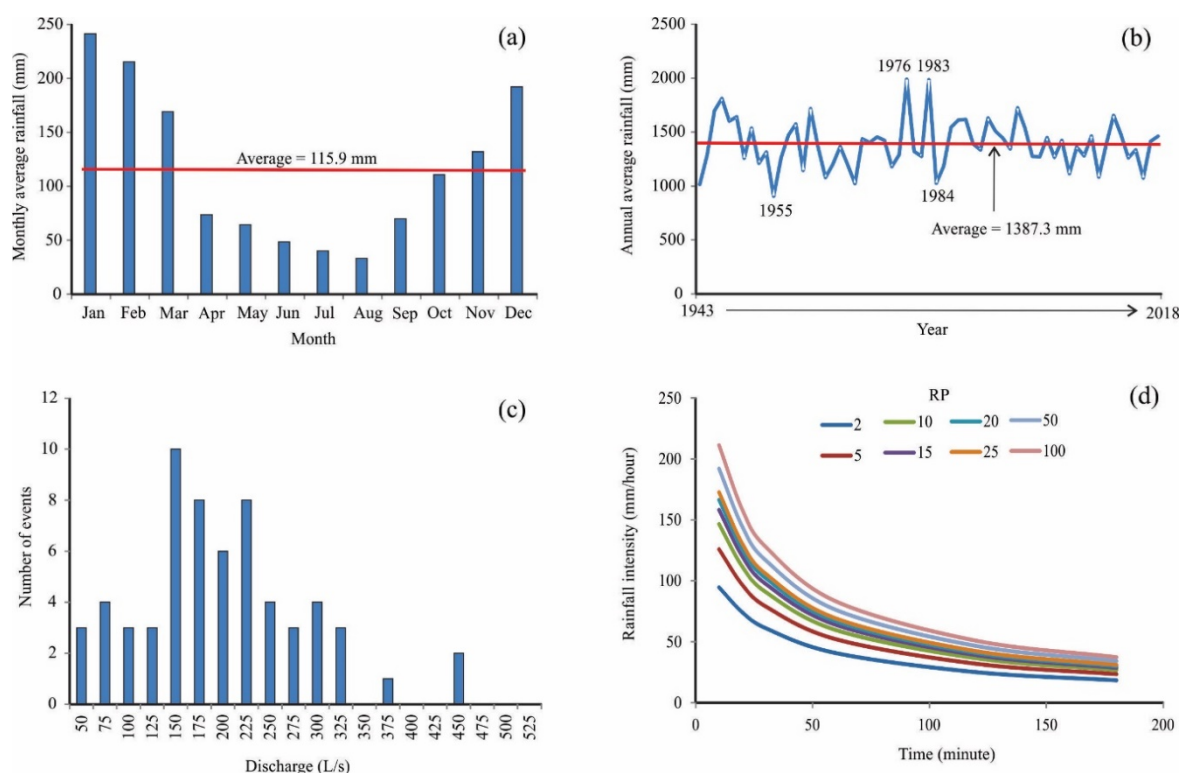 (a)
Monthly average rainfall (mm)
250
200
150
100
50
0
Average = 115.9 mm
Jan Feb Mar Apr May Jun Jul Aug Sep Oct Nov Dec
Month
(b)
Annual average rainfall (mm)
2500
2000
1500
1000
500
0
1976 1983
1955
1984
Average = 1387.3 mm
1943 2018
Year
(c)
Number of events
12
10
8
6
4
2
0
50 75 100 125 150 175 200 225 250 275 300 325 350 375 400 425 450 475 500 525
Discharge (L/s)
(d)
Rainfall intensity (mm/hour)
250
200
150
100
50
0
RP
2 10 20 50
5 15 25 100
0 50 100 150 200
Time (minute)